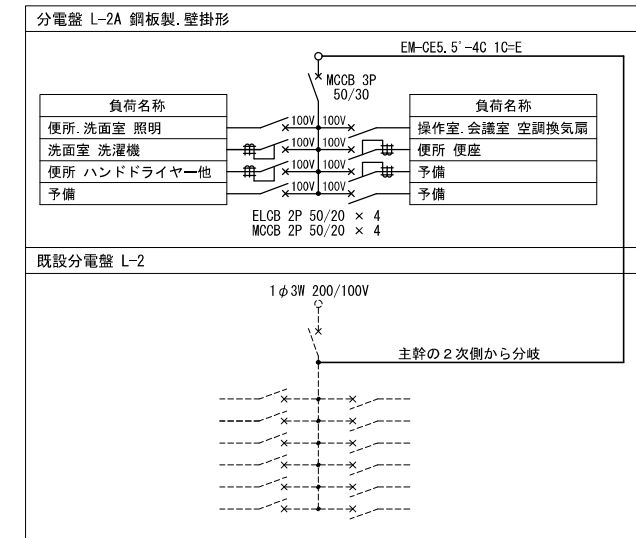 分電盤 L-2A 鋼板製.壁掛形
EM-CE5.5ﾟ-4C 1C=E
MCCB 3P
50/30
負荷名称
便所.洗面室 照明
洗面室 洗濯機
便所 ハンドドライヤー他
予備
100V 100V
100V 100V
100V 100V
100V 100V
負荷名称
操作室.会議室 空調換気扇
便所 便座
予備
予備
ELCB 2P 50/20 × 4
MCCB 2P 50/20 × 4
既設分電盤 L-2
1φ3W 200/100V
主幹の2次側から分岐